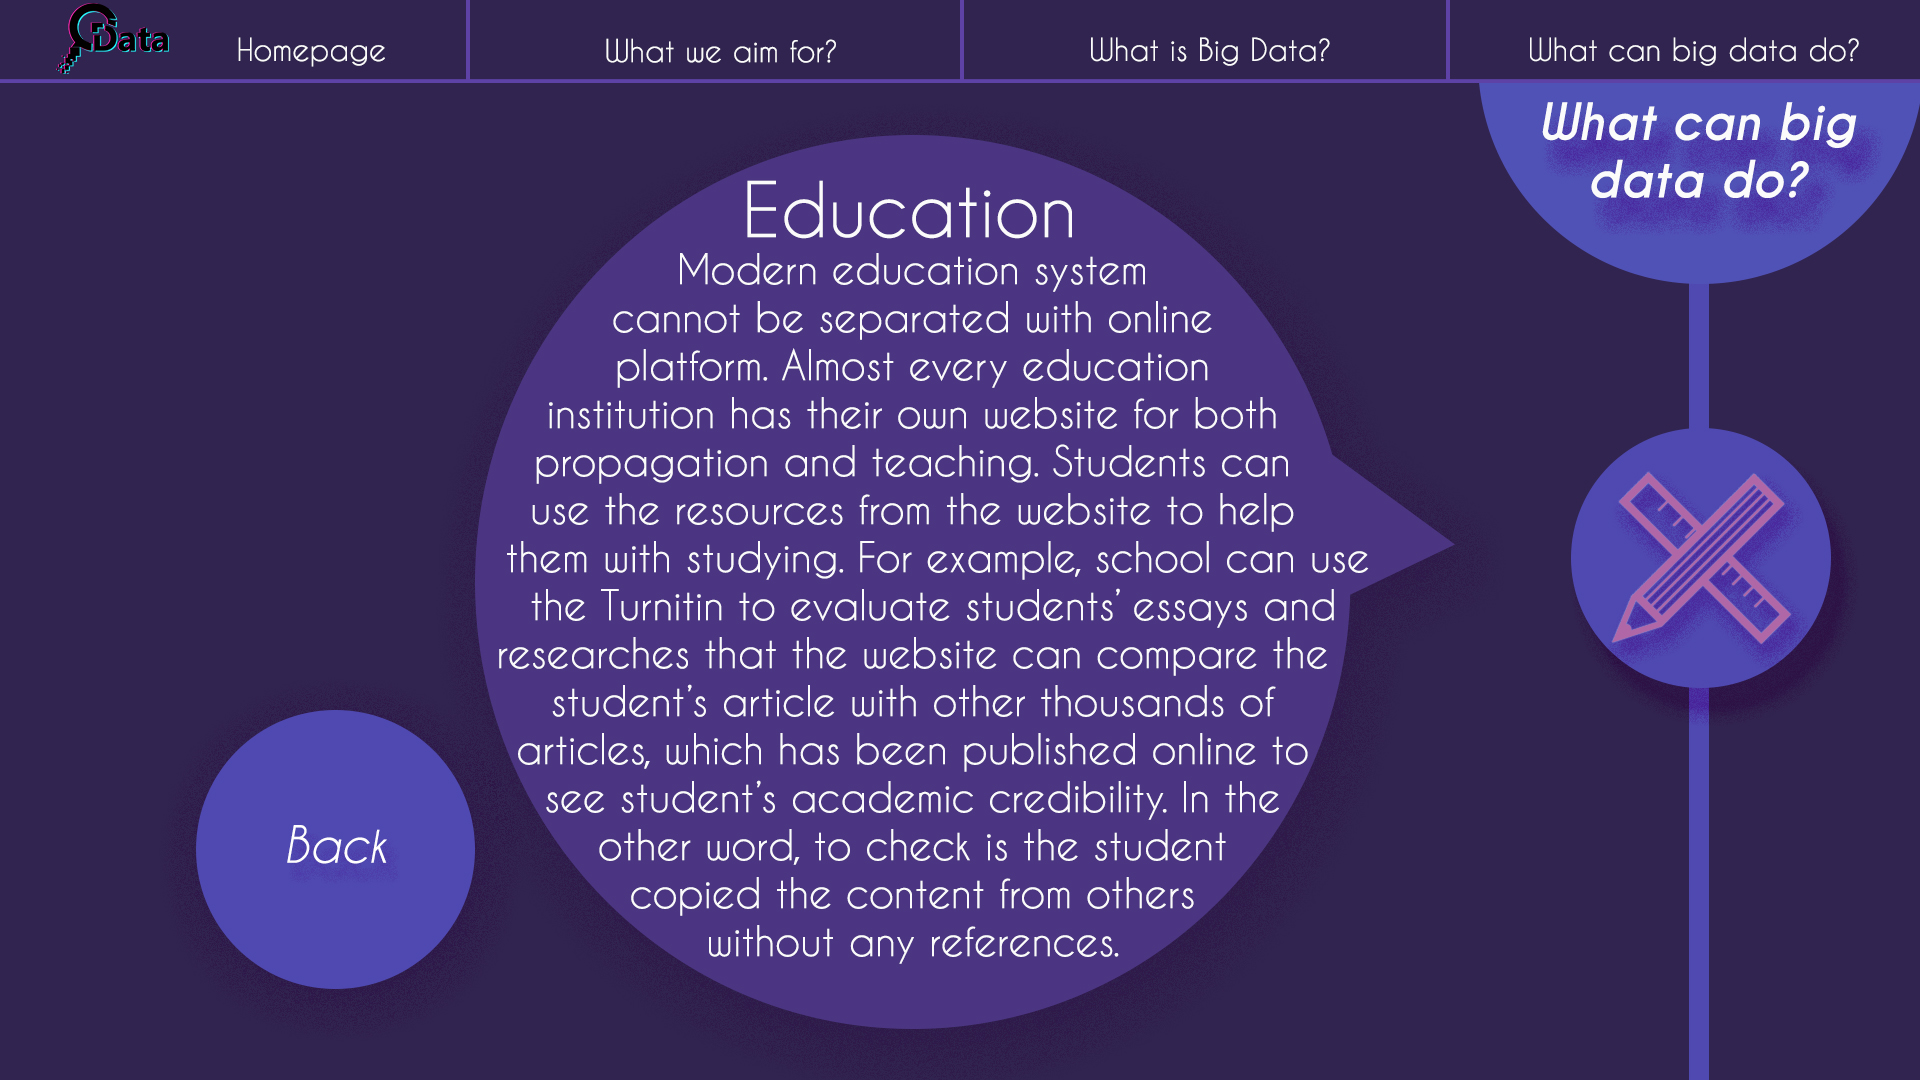 Data
Homepage
What we aim for?
What is Big Data?
What can big data do?
What can big
data do?
Education
Modern education system
cannot be separated with online
platform. Almost every education
institution has their own website for both
propagation and teaching. Students can
use the resources from the website to help
them with studying. For example, school can use
the Turnitin to evaluate students’ essays and
researches that the website can compare the
student’s article with other thousands of
articles, which has been published online to
see student’s academic credibility. In the
other word, to check is the student
copied the content from others
without any references.
Back